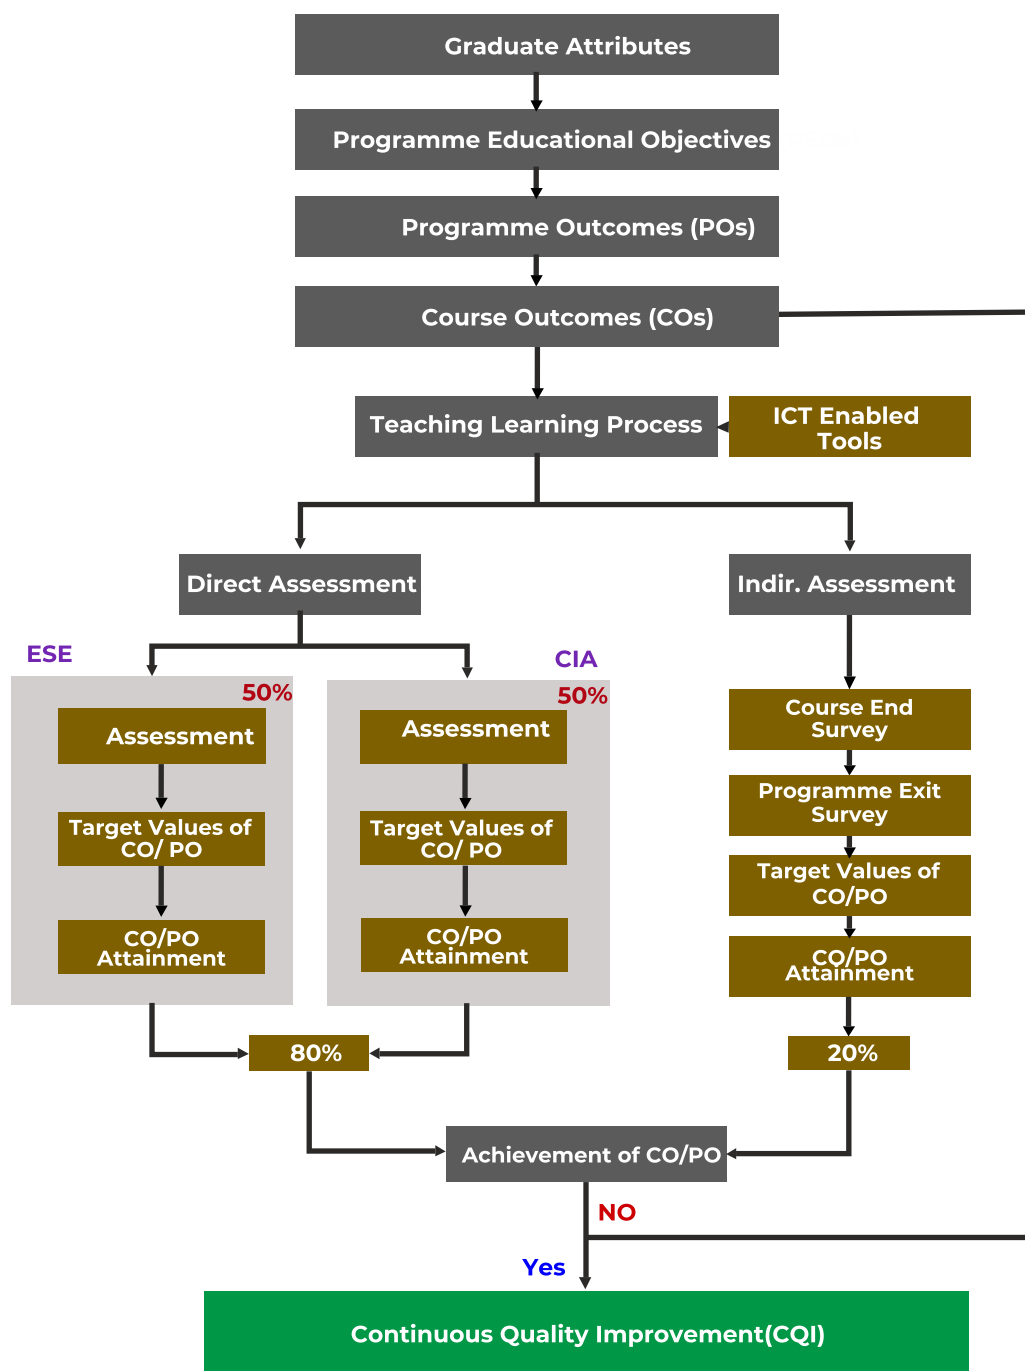 Graduate Attributes
Programme Educational Objectives
Programme Outcomes (POs)
Course Outcomes (COs)
Teaching Learning Process
ICT Enabled
Tools
Direct Assessment
Indir. Assessment
ESE
50%
Assessment
Target Values of
CO/ PO
CO/PO
Attainment
CIA
50%
Assessment
Target Values of
CO/ PO
CO/PO
Attainment
Course End
Survey
Programme Exit
Survey
Target Values of
CO/PO
CO/PO
Attainment
80%
20%
Achievement of CO/PO
NO
Yes
Continuous Quality Improvement(CQI)